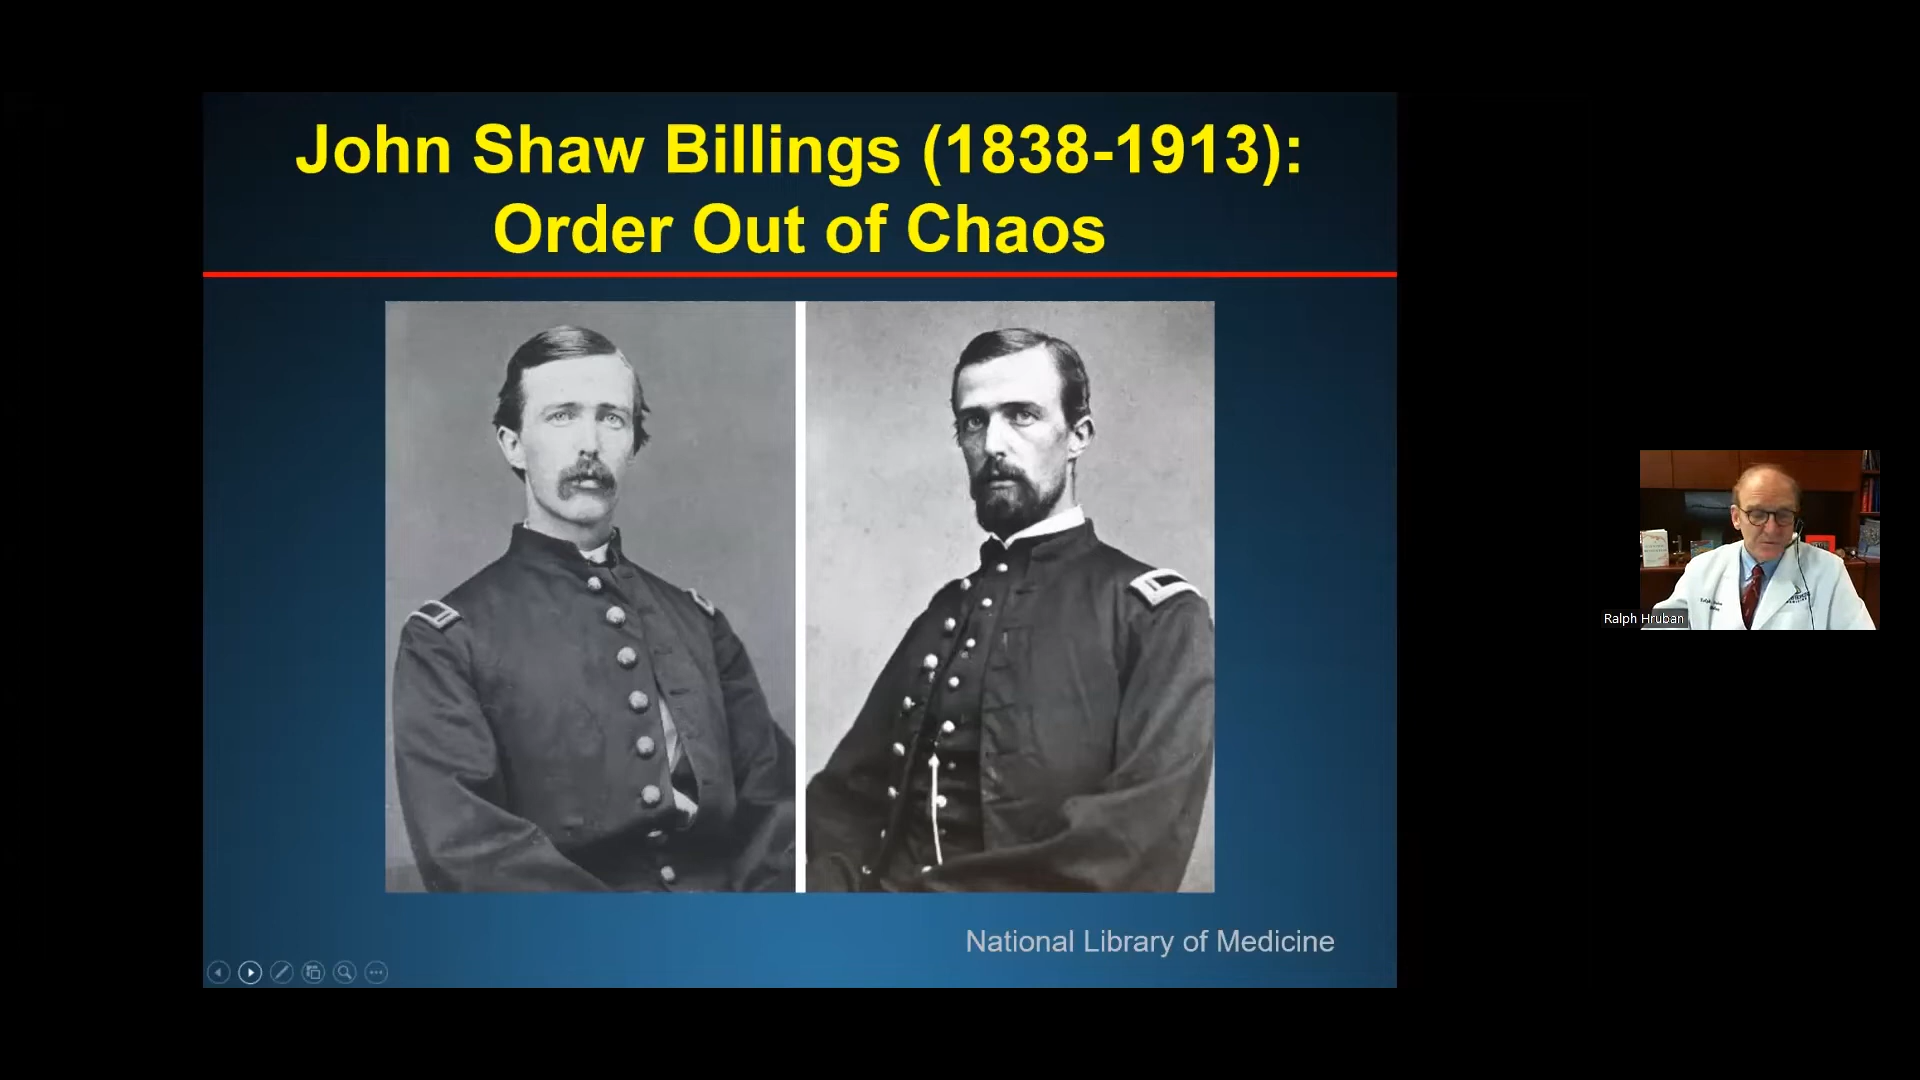 John Shaw Billings (1838-1913):
Order Out of Chaos
National Library of Medicine
Ralph Hruban